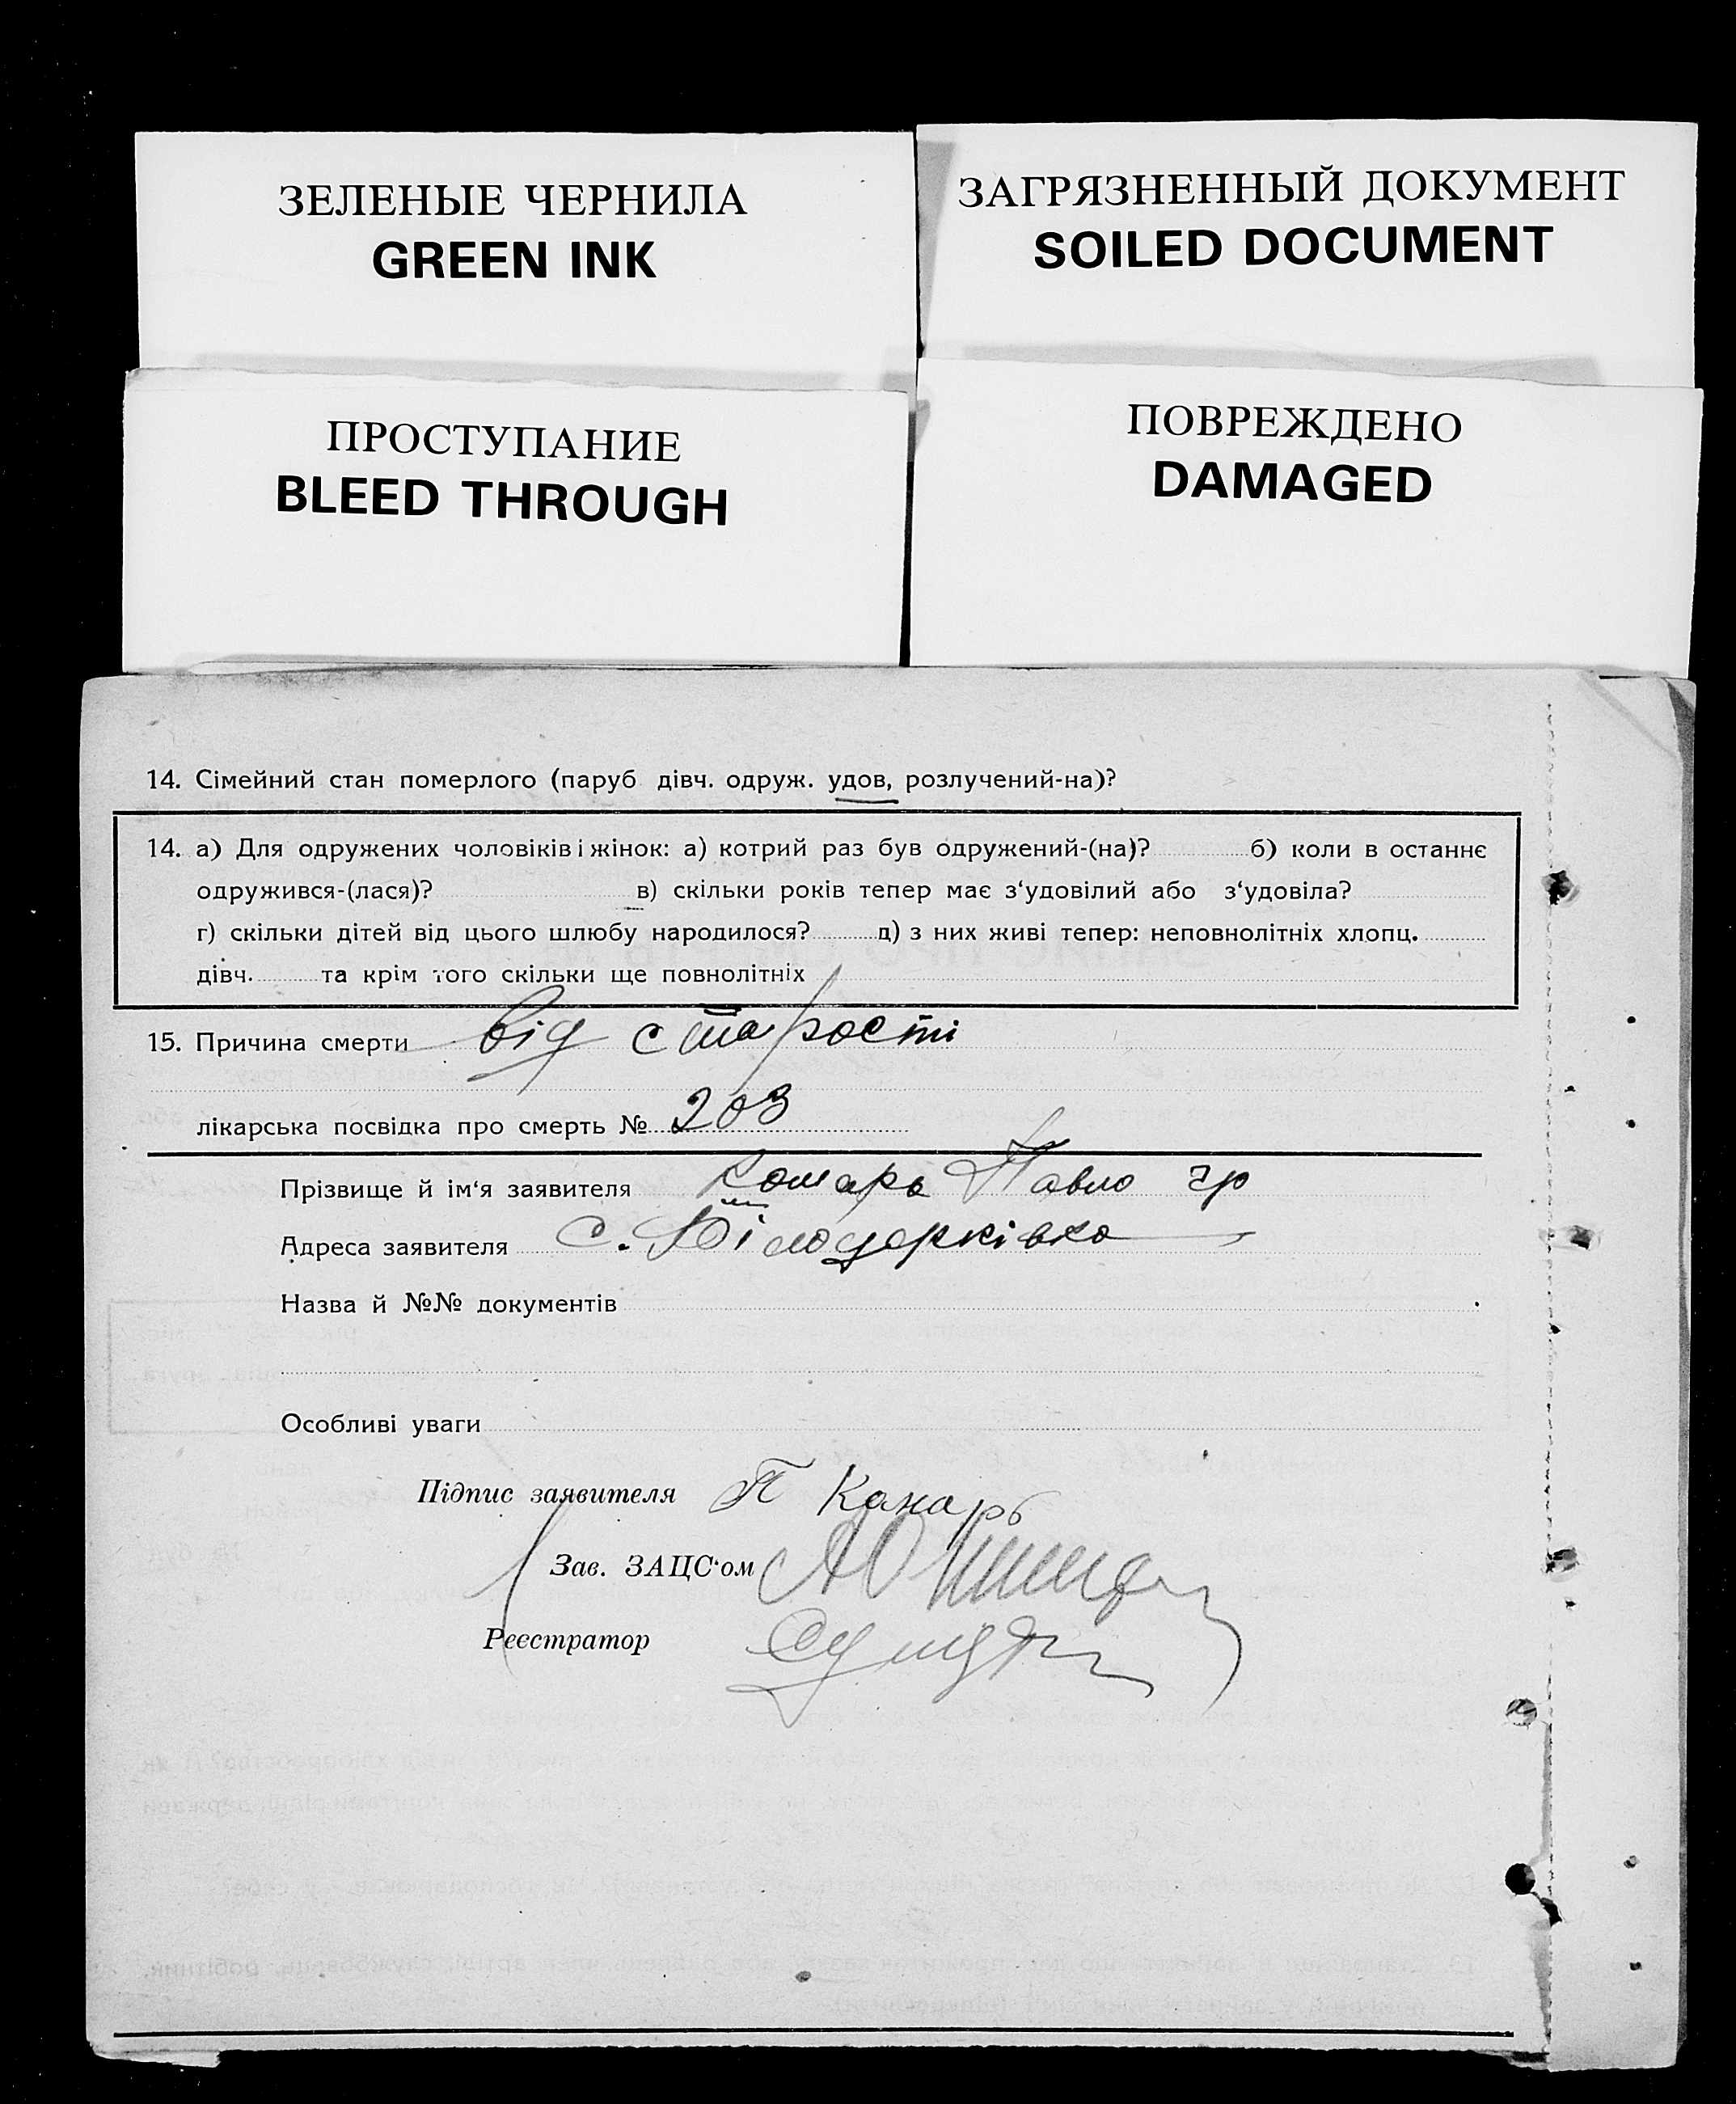 ЗЕЛЕНЫЕ ЧЕРНИЛА
GREEN INK
ЗАГРЯЗНЕННЫЙ ДОКУМЕНТ
SOILED DOCUMENT
ПРОСТУПАНИЕ
BLEED THROUGH
ПОВРЕЖДЕНО
DAMAGED
14. Сімейний стан померлого (паруб дівч. одруж. удов, розлучений-на)?
14. а) Для одружених чоловіків і жінок: а) котрий раз був одружений-(на)? б) коли в останнє
одружився-(лася)? в) скільки років тепер має з‘удовілий або з‘удовіла?
г) скільки дітей від цього шлюбу народилося? д) з них живі тепер: неповнолітніх хлопц.
дівч. та крім того скільки ще повнолітніх
15. Причина смерти від старості
лікарська посвідка про смерть № 203
Прізвище й ім‘я заявителя Павло гр
Адреса заявителя с. Білоцерківка
Назва й №№ документів
Особливі уваги
Підпис заявителя П
Зав. ЗАЦС‘ом
Реєстратор